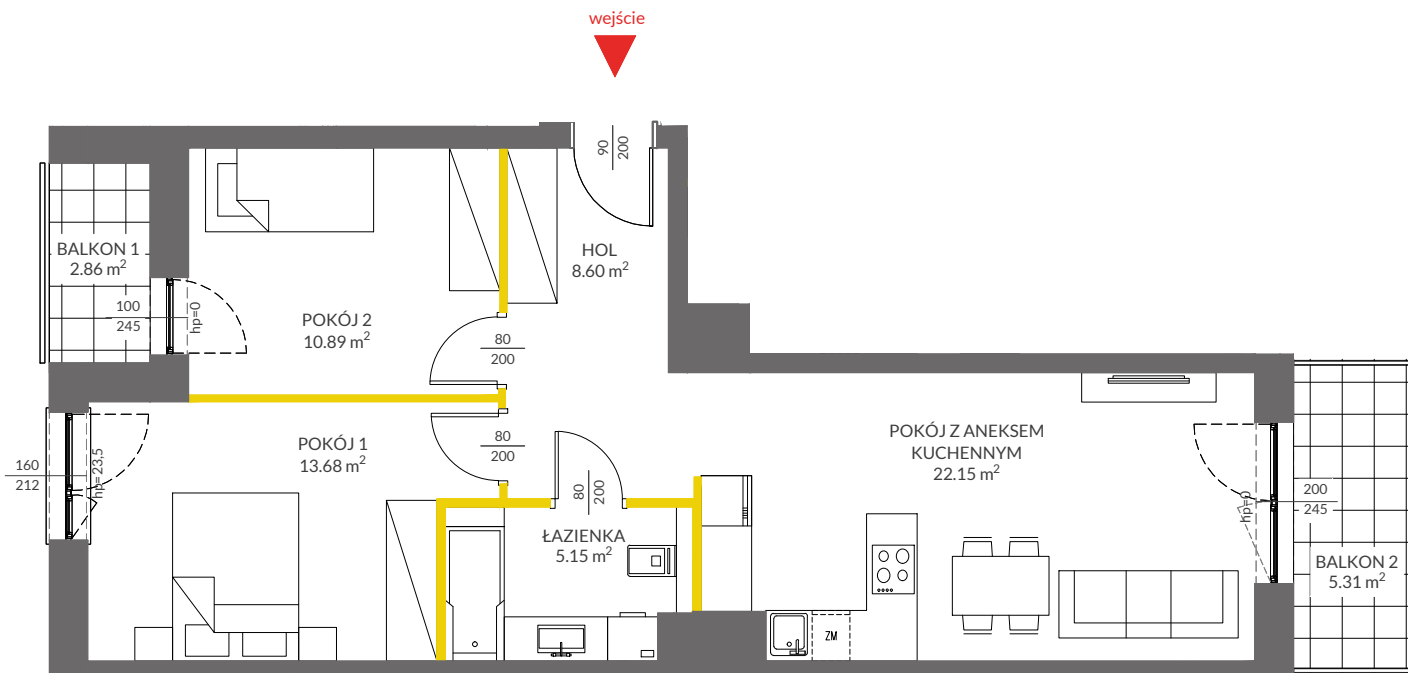 wejście
90
200
BALKON 1
2.86 m²
HOL
8.60 m²
100
245
hp=0
POKÓJ 2
10.89 m²
80
200
POKÓJ 1
13.68 m²
80
200
160
212
hp=23,5
80
200
ŁAZIENKA
5.15 m²
POKÓJ Z ANEKSEM
KUCHENNYM
22.15 m²
hp=0
200
245
BALKON 2
5.31 m²
ZM